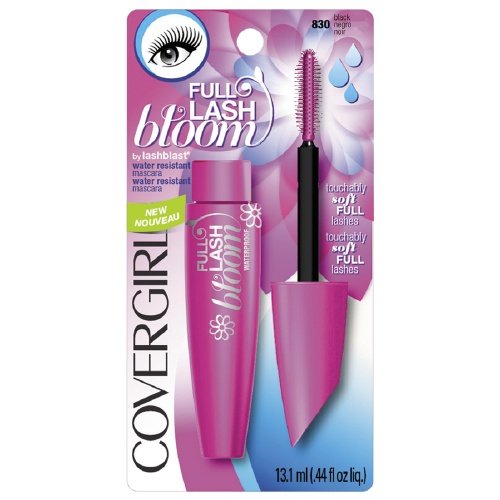 830
black
negro
noir
FULL
LASH
bloom
by lashblast®
water resistant
mascara
water resistant
mascara
NEW
NOUVEAU
COVERGIRL
FULL
LASH
bloom
WATERPROOF
touchably
soft
FULL
lashes
touchably
soft
FULL
lashes
13.1 ml (.44 fl oz liq.)